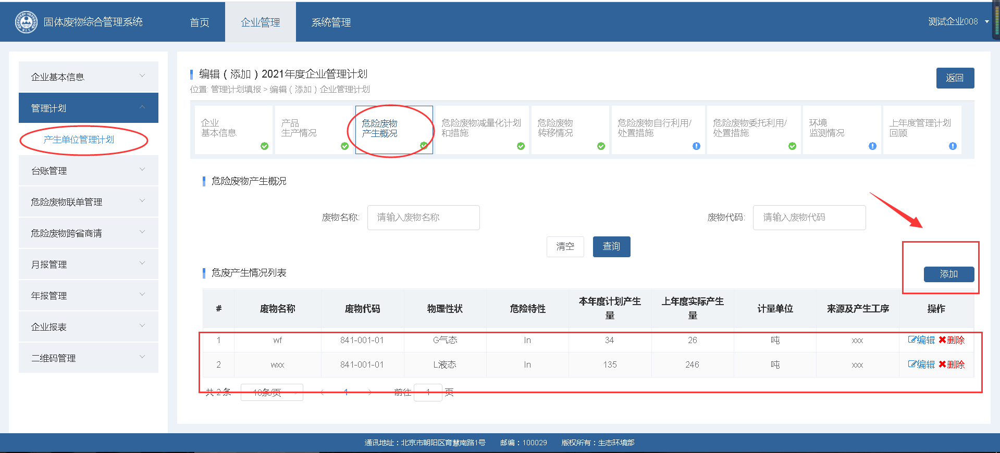 固体废物综合管理系统
首页
企业管理
系统管理
测试企业008
企业基本信息
管理计划
产生单位管理计划
台账管理
危险废物联单管理
危险废物跨省商请
月报管理
年报管理
企业报表
二维码管理
编辑（添加）2021年度企业管理计划
返回
位置: 管理计划填报 > 编辑（添加）企业管理计划
企业
基本信息
产品
生产情况
危险废物
产生概况
危险废物减量化计划
和措施
危险废物
转移情况
危险废物自行利用/
处置措施
危险废物委托利用/
处置措施
环境
监测情况
上年度管理计划
回顾
危险废物产生概况
废物名称: 请输入废物名称
废物代码: 请输入废物代码
清空 查询
危废产生情况列表
添加
# 废物名称 废物代码 物理性状 危险特性 本年度计划产生量 上年度实际产生量 计量单位 来源及产生工序 操作
1 wf 841-001-01 G气态 In 34 26 吨 xxx 编辑 删除
2 wxx 841-001-01 L液态 In 135 246 吨 xxx 编辑 删除
共 2 条 10条/页 1 前往 1 页
通讯地址：北京市朝阳区育慧南路1号 邮编：100029 版权所有：生态环境部